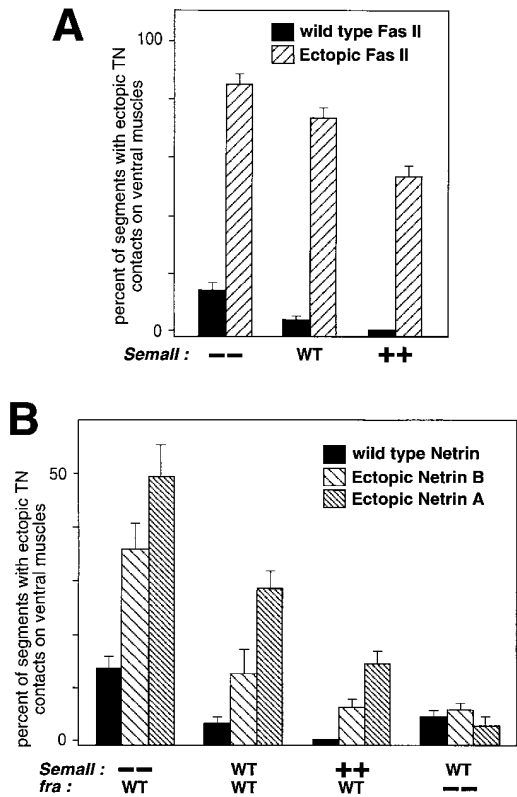 A
percent of segments with ectopic TN
contacts on ventral muscles
100
0
wild type Fas II
Ectopic Fas II
SemaII : −− WT ++
B
percent of segments with ectopic TN
contacts on ventral muscles
50
0
wild type Netrin
Ectopic Netrin B
Ectopic Netrin A
SemaII : −− WT ++ WT
fra : WT WT WT −−